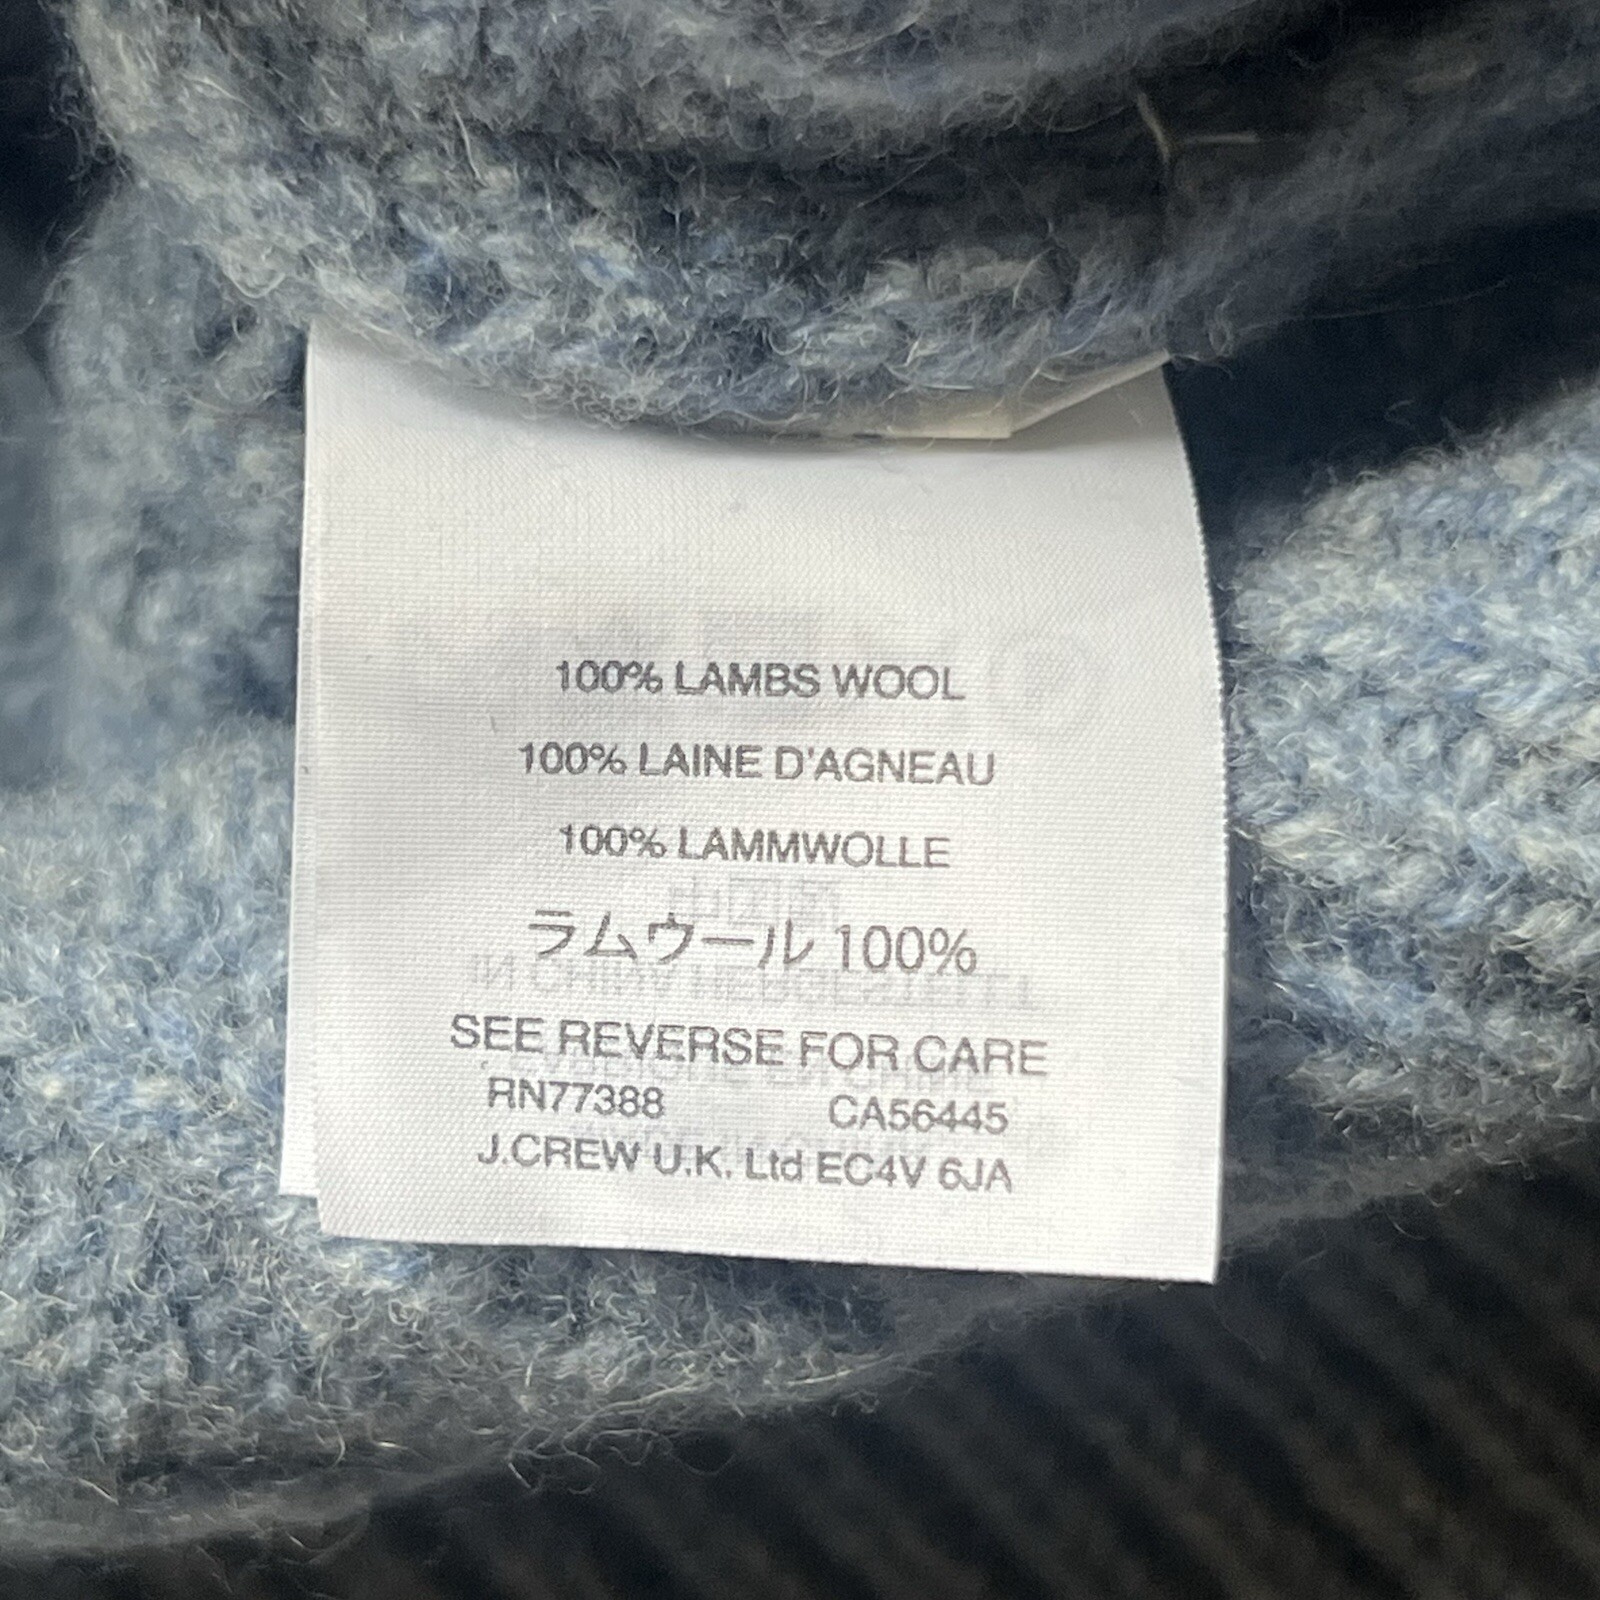 100% LAMBS WOOL
100% LAINE D'AGNEAU
100% LAMMWOLLE
ラムウール 100%
SEE REVERSE FOR CARE
RN77388 CA56445
J.CREW U.K. Ltd EC4V 6JA